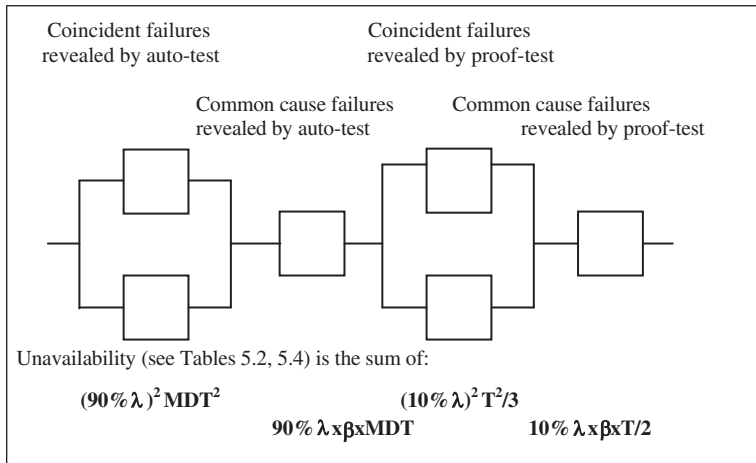 Coincident failures
revealed by auto-test
Coincident failures
revealed by proof-test
Common cause failures
revealed by auto-test
Common cause failures
revealed by proof-test
Unavailability (see Tables 5.2, 5.4) is the sum of:
(90% λ)² MDT²
(10% λ)² T²/3
90% λxβxMDT
10% λxβxT/2